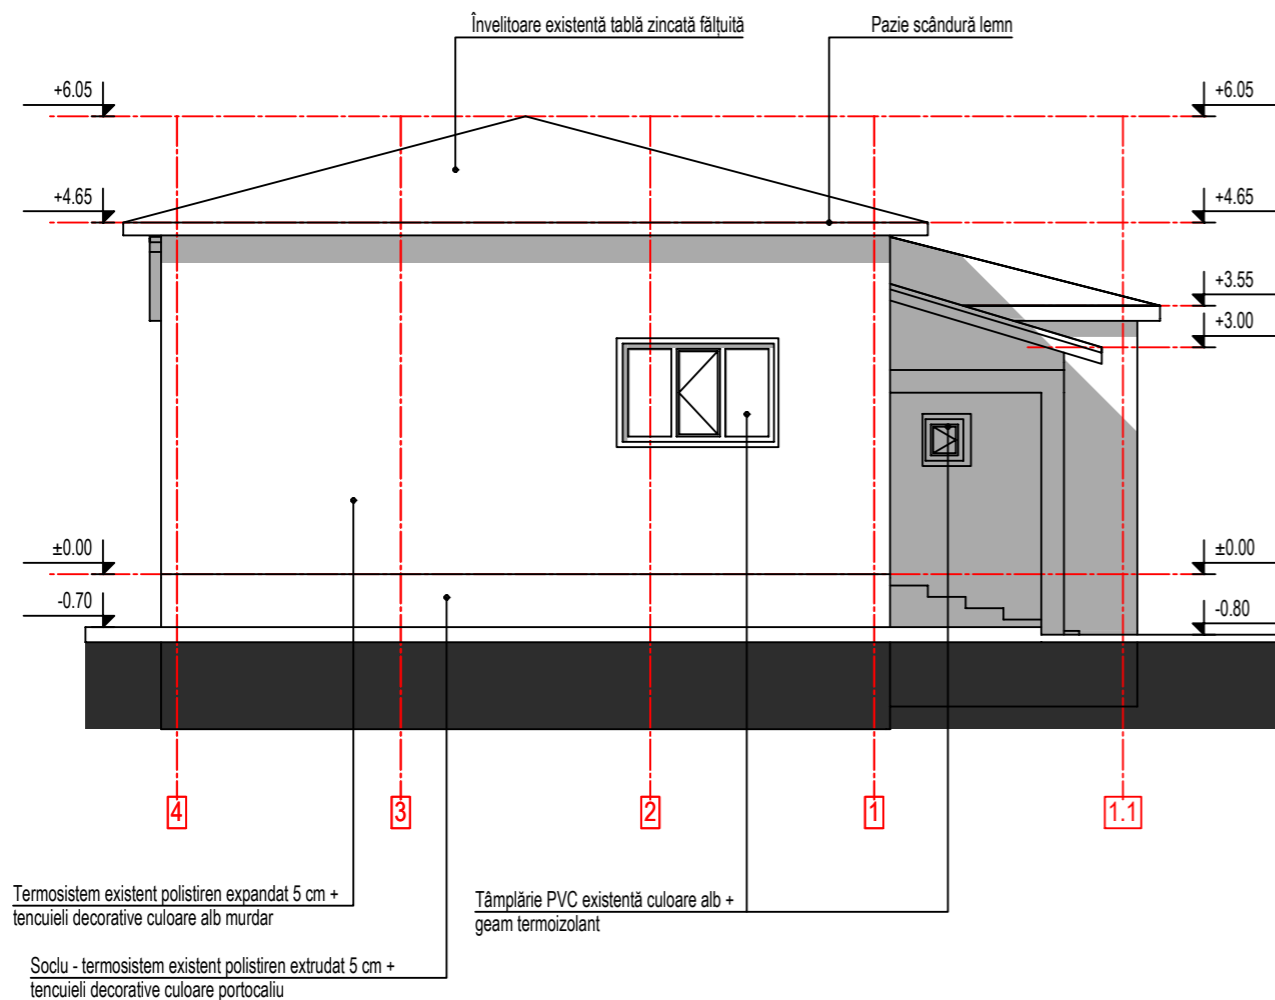 Învelitoare existentă tablă zincată fălțuită
Pazie scândură lemn
+6.05
+6.05
+4.65
+4.65
+3.55
+3.00
±0.00
±0.00
-0.70
-0.80
4
3
2
1
1.1
Termosistem existent polistiren expandat 5 cm +
tencuieli decorative culoare alb murdar
Tâmplărie PVC existentă culoare alb +
geam termoizolant
Soclu - termosistem existent polistiren extrudat 5 cm +
tencuieli decorative culoare portocaliu